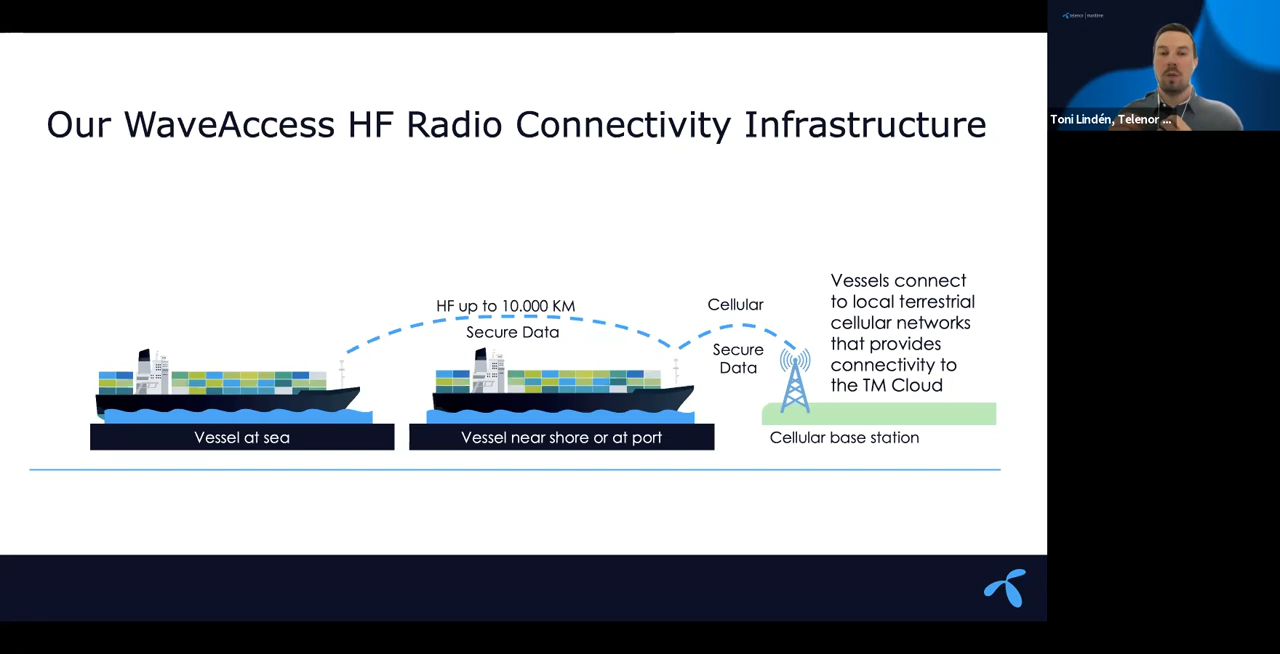 Our WaveAccess HF Radio Connectivity Infrastructure
telenor | maritime
Toni Lindén, Telenor ...
HF up to 10.000 KM
Secure Data
Cellular
Secure
Data
Vessels connect
to local terrestrial
cellular networks
that provides
connectivity to
the TM Cloud
Vessel at sea
Vessel near shore or at port
Cellular base station